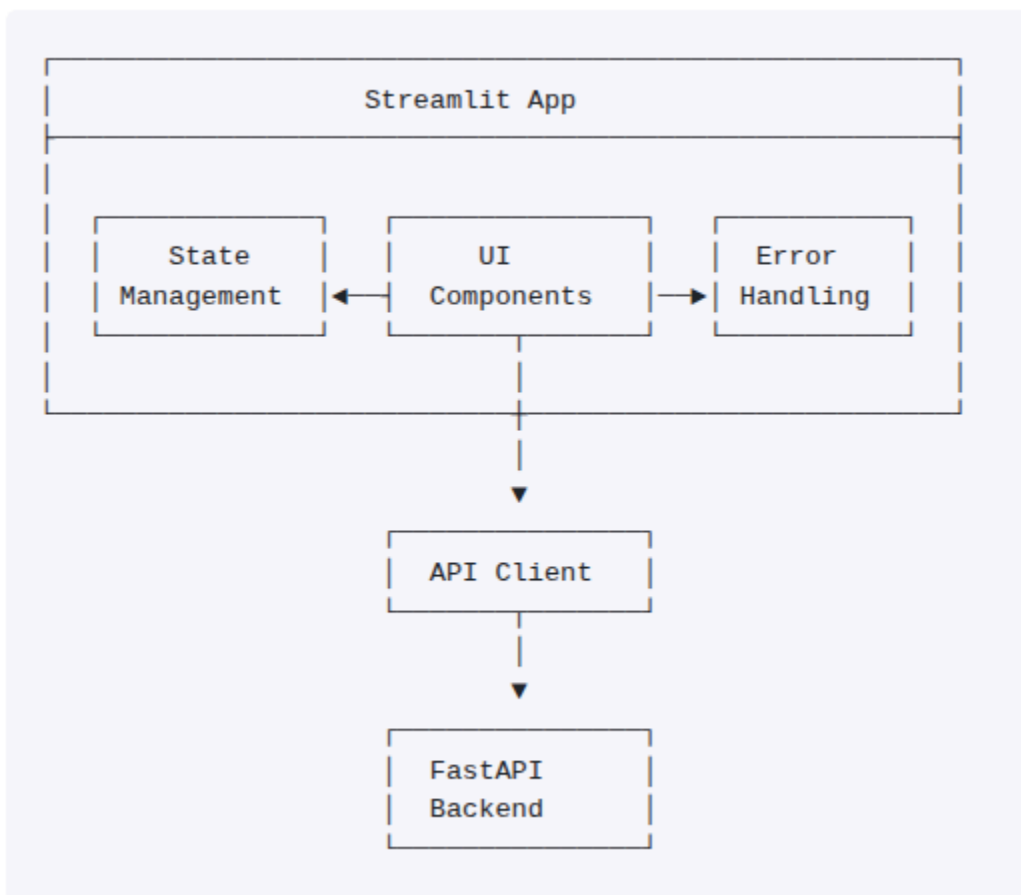 Streamlit App
State
Management
UI
Components
Error
Handling
API Client
FastAPI
Backend